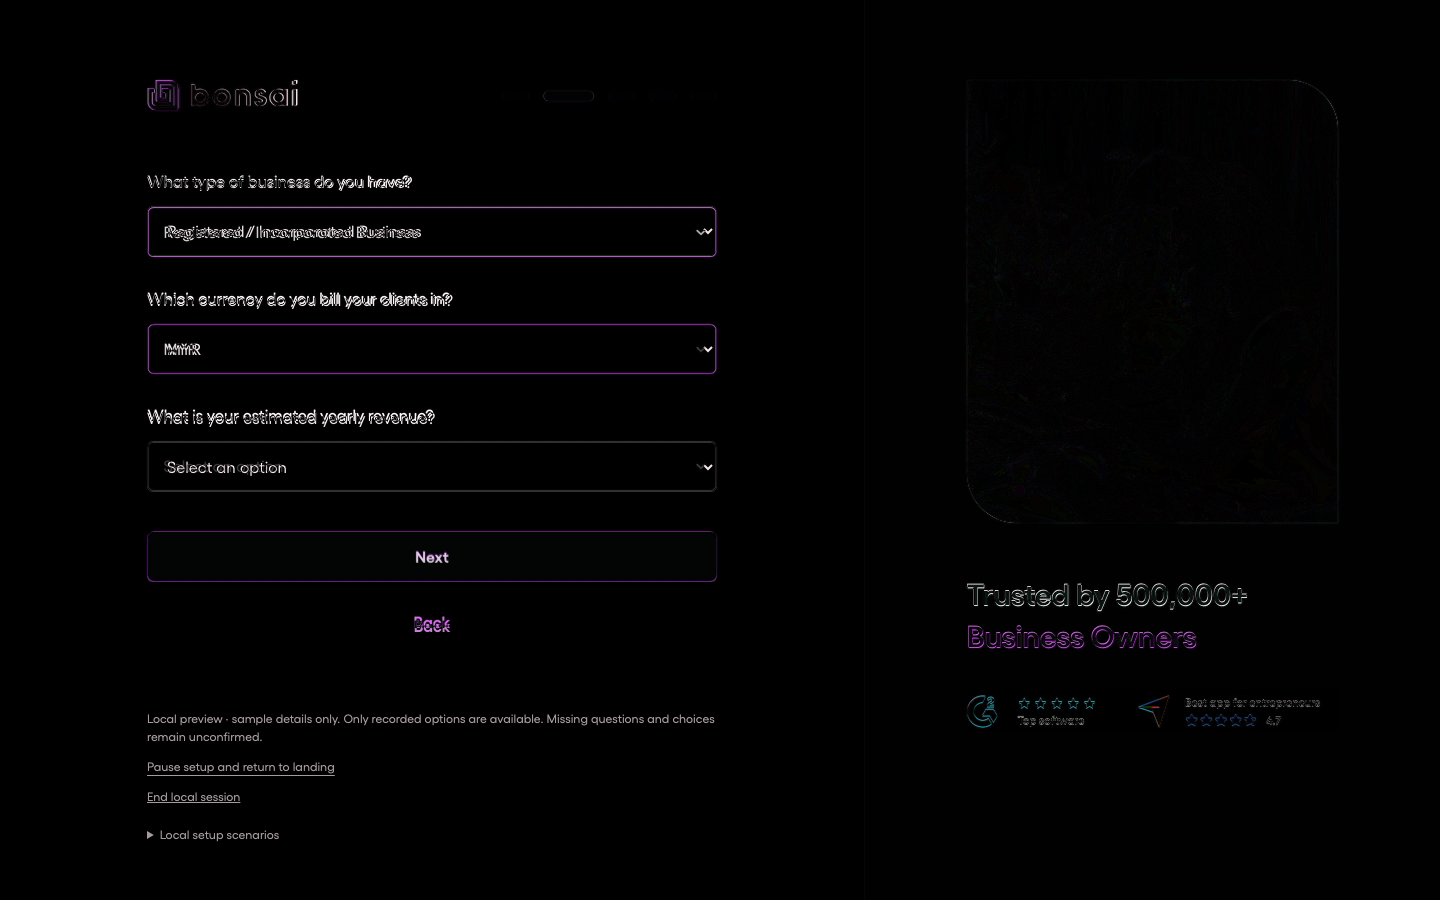 bonsai
What type of business do you have?
Registered / Incorporated Business
Which currency do you bill your clients in?
What is your estimated yearly revenue?
Select an option
Next
Back
Local preview · sample details only. Only recorded options are available. Missing questions and choices
remain unconfirmed.
Pause setup and return to landing
End local session
Local setup scenarios
Trusted by 500,000+
Business Owners
Top software
Best app for entrepreneurs
4.7